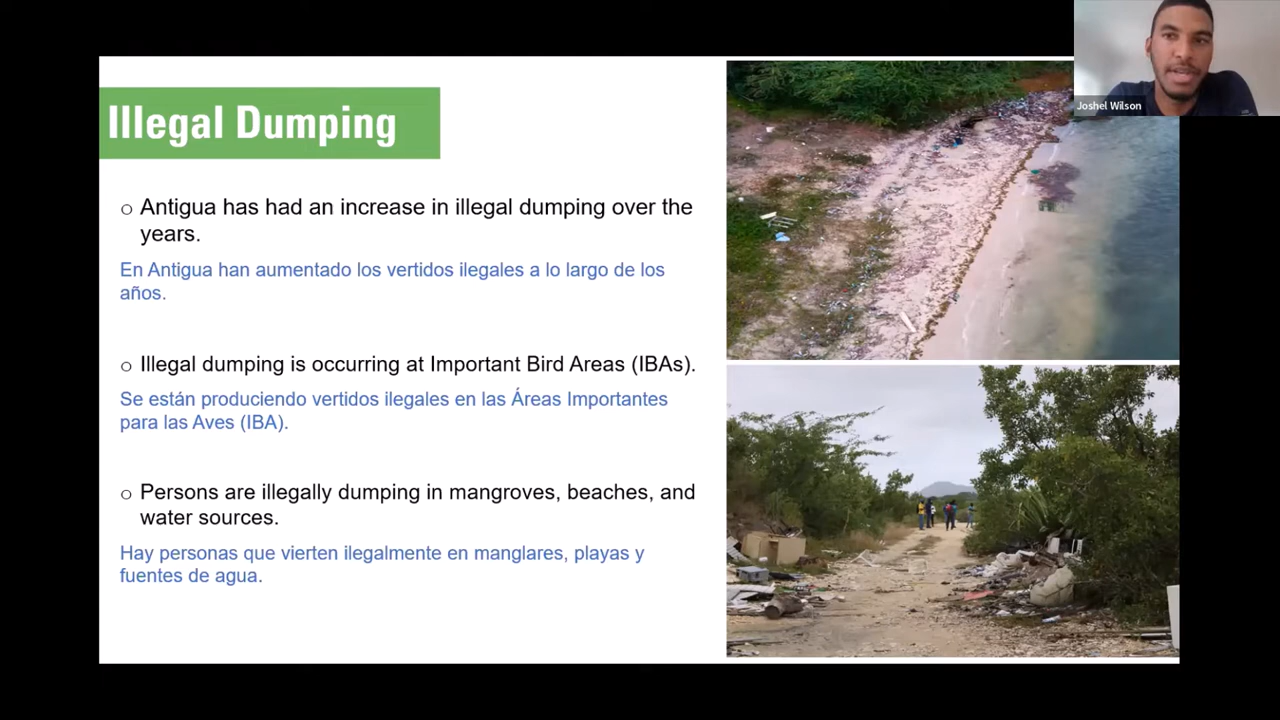 Illegal Dumping
Joshel Wilson
o Antigua has had an increase in illegal dumping over the
years.
En Antigua han aumentado los vertidos ilegales a lo largo de los
años.
o Illegal dumping is occurring at Important Bird Areas (IBAs).
Se están produciendo vertidos ilegales en las Áreas Importantes
para las Aves (IBA).
o Persons are illegally dumping in mangroves, beaches, and
water sources.
Hay personas que vierten ilegalmente en manglares, playas y
fuentes de agua.